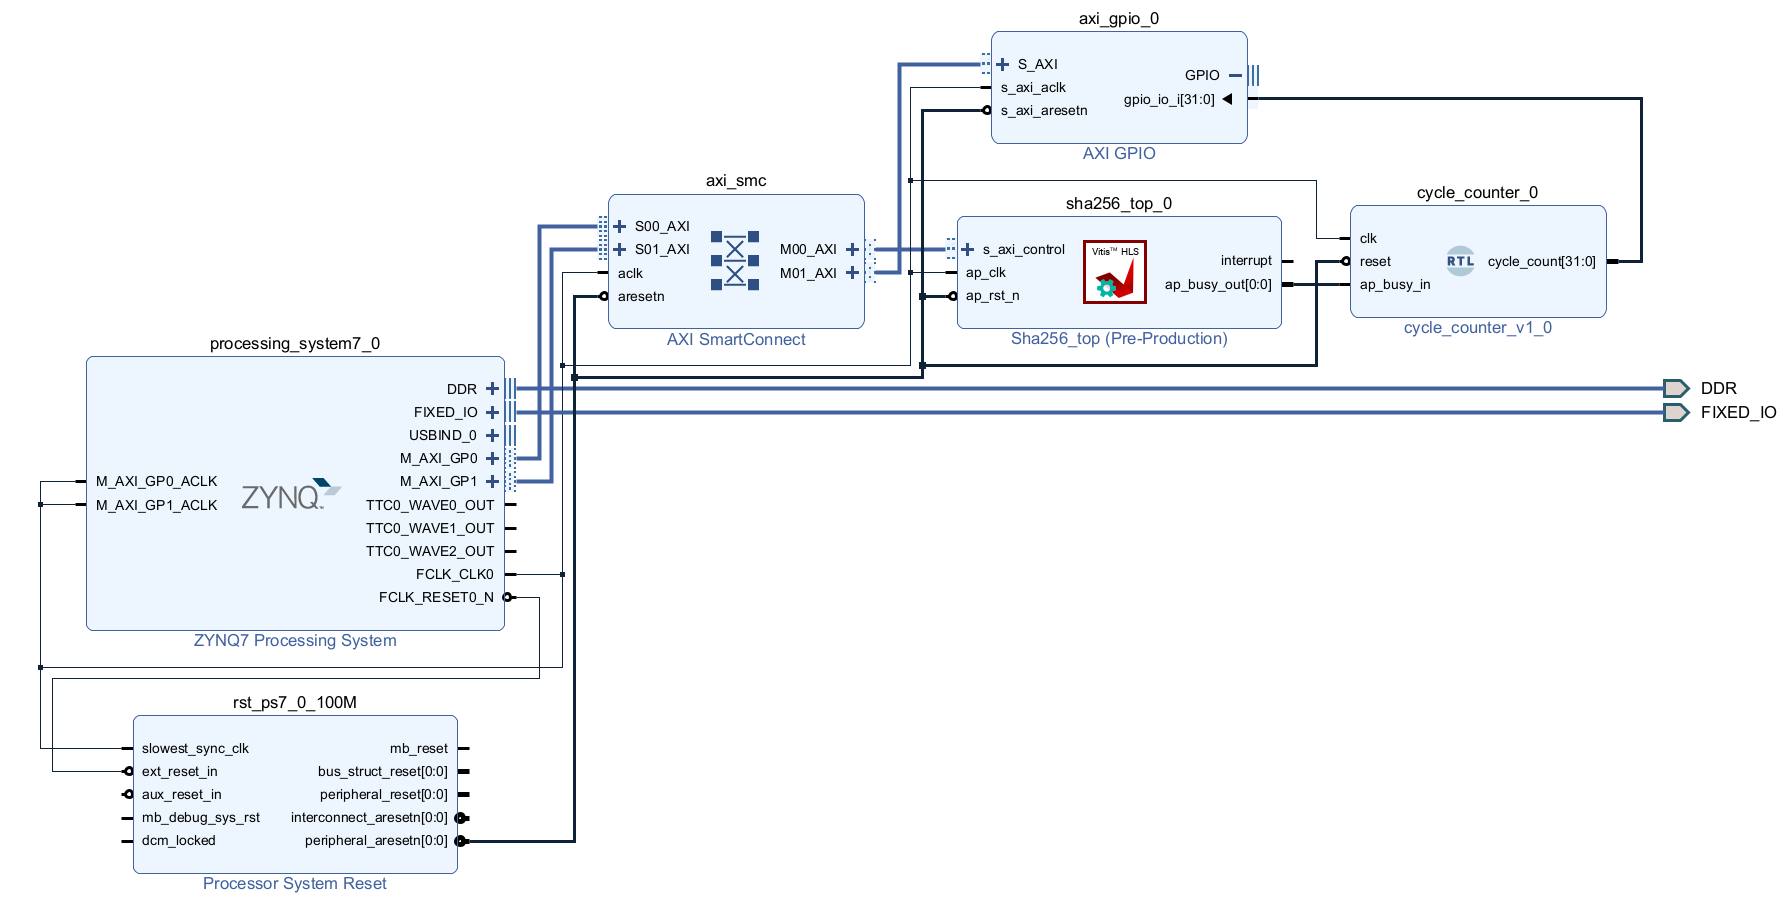 axi_gpio_0
S_AXI
s_axi_aclk
s_axi_aresetn
GPIO
gpio_io_i[31:0]
AXI GPIO
axi_smc
S00_AXI
S01_AXI
aclk
aresetn
M00_AXI
M01_AXI
AXI SmartConnect
sha256_top_0
s_axi_control
ap_clk
ap_rst_n
Vitis™ HLS
interrupt
ap_busy_out[0:0]
Sha256_top (Pre-Production)
cycle_counter_0
clk
reset
ap_busy_in
RTL
cycle_count[31:0]
cycle_counter_v1_0
processing_system7_0
M_AXI_GP0_ACLK
M_AXI_GP1_ACLK
ZYNQ
DDR
FIXED_IO
USBIND_0
M_AXI_GP0
M_AXI_GP1
TTC0_WAVE0_OUT
TTC0_WAVE1_OUT
TTC0_WAVE2_OUT
FCLK_CLK0
FCLK_RESET0_N
ZYNQ7 Processing System
DDR
FIXED_IO
rst_ps7_0_100M
slowest_sync_clk
ext_reset_in
aux_reset_in
mb_debug_sys_rst
dcm_locked
mb_reset
bus_struct_reset[0:0]
peripheral_reset[0:0]
interconnect_aresetn[0:0]
peripheral_aresetn[0:0]
Processor System Reset